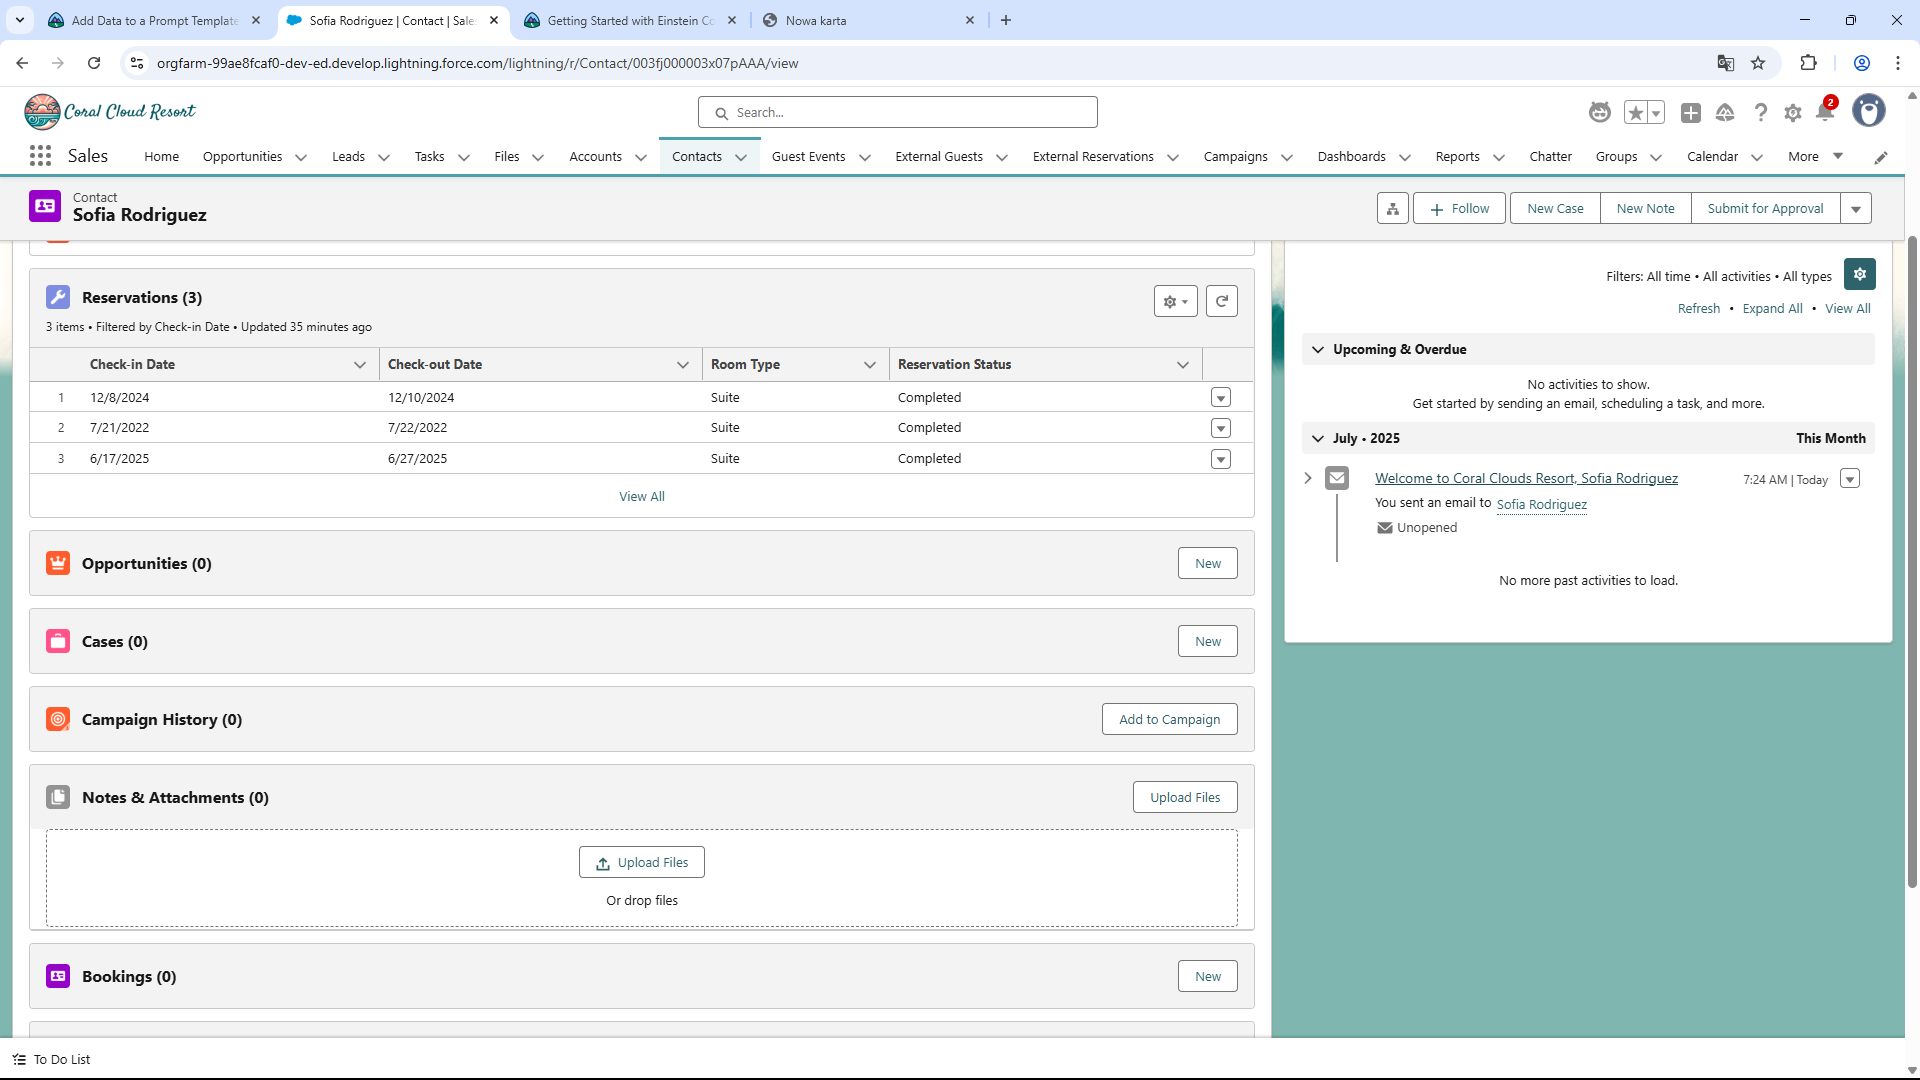 Add Data to a Prompt Template
Sofia Rodriguez | Contact | Sales
Getting Started with Einstein Co
Nowa karta
orgfarm-99ae8fcaf0-dev-ed.develop.lightning.force.com/lightning/r/Contact/003fj000003x07pAAA/view
Coral Cloud Resort
Search...
2
Sales
Home
Opportunities
Leads
Tasks
Files
Accounts
Contacts
Guest Events
External Guests
External Reservations
Campaigns
Dashboards
Reports
Chatter
Groups
Calendar
More
Contact
Sofia Rodriguez
Follow
New Case
New Note
Submit for Approval
Reservations (3)
3 items • Filtered by Check-in Date • Updated 35 minutes ago
Check-in Date
Check-out Date
Room Type
Reservation Status
1 12/8/2024 12/10/2024 Suite Completed
2 7/21/2022 7/22/2022 Suite Completed
3 6/17/2025 6/27/2025 Suite Completed
View All
Opportunities (0)
New
Cases (0)
New
Campaign History (0)
Add to Campaign
Notes & Attachments (0)
Upload Files
Upload Files
Or drop files
Bookings (0)
New
Filters: All time • All activities • All types
Refresh • Expand All • View All
Upcoming & Overdue
No activities to show.
Get started by sending an email, scheduling a task, and more.
July • 2025
This Month
Welcome to Coral Clouds Resort, Sofia Rodriguez
7:24 AM | Today
You sent an email to Sofia Rodriguez
Unopened
No more past activities to load.
To Do List